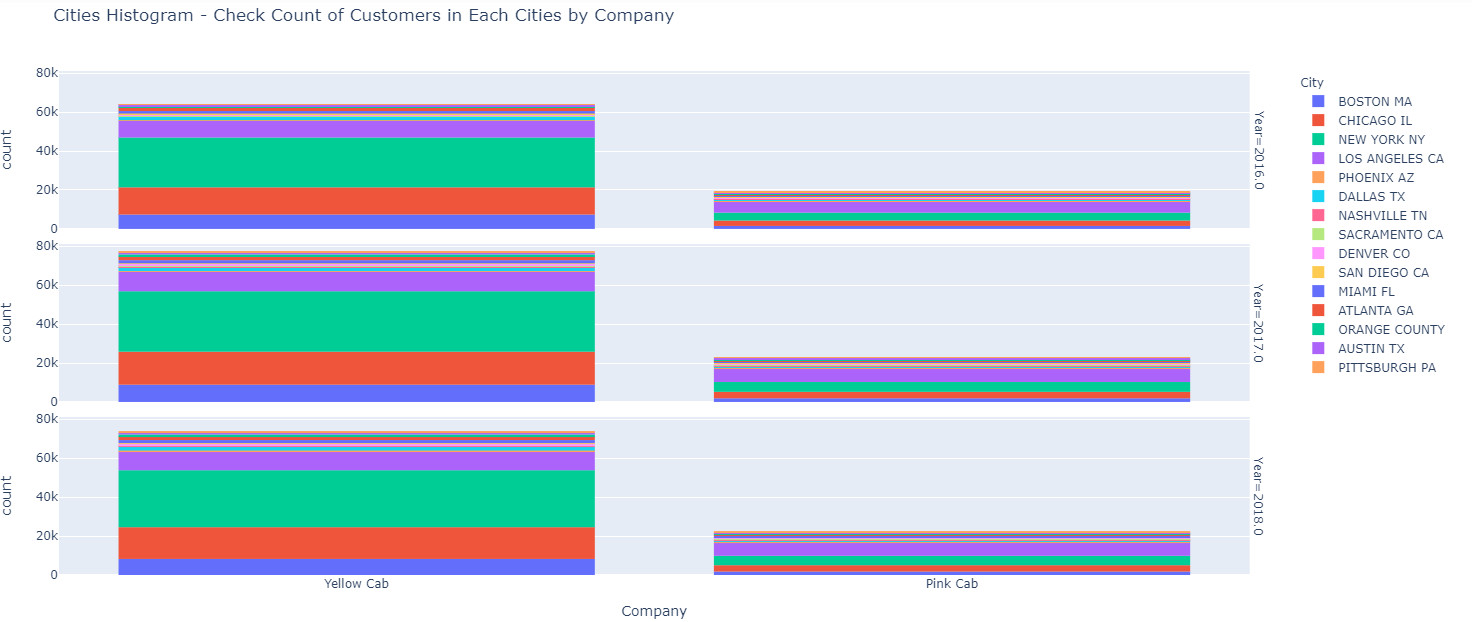 Cities Histogram - Check Count of Customers in Each Cities by Company
80k
60k
40k
20k
0
count
Year=2016.0
80k
60k
40k
20k
0
count
Year=2017.0
80k
60k
40k
20k
0
count
Year=2018.0
Yellow Cab
Pink Cab
Company
City
BOSTON MA
CHICAGO IL
NEW YORK NY
LOS ANGELES CA
PHOENIX AZ
DALLAS TX
NASHVILLE TN
SACRAMENTO CA
DENVER CO
SAN DIEGO CA
MIAMI FL
ATLANTA GA
ORANGE COUNTY
AUSTIN TX
PITTSBURGH PA